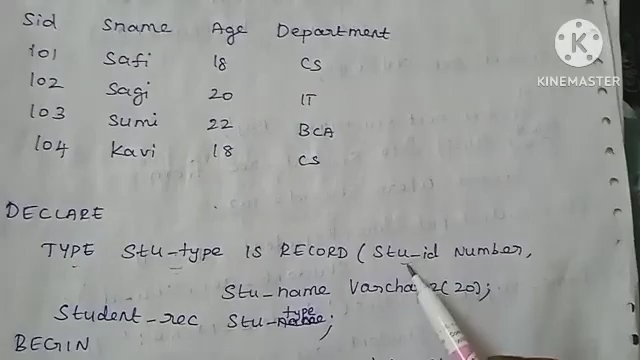 Sid Sname Age Department
101 Safi 18 CS
102 Sagi 20 IT
103 Sumi 22 BCA
104 Kavi 18 CS
K
KINEMASTER
DECLARE
TYPE Stu-type IS RECORD (Stu-id Number,
Stu-name Varchar2(20);
Student-rec Stu-type;
BEGIN